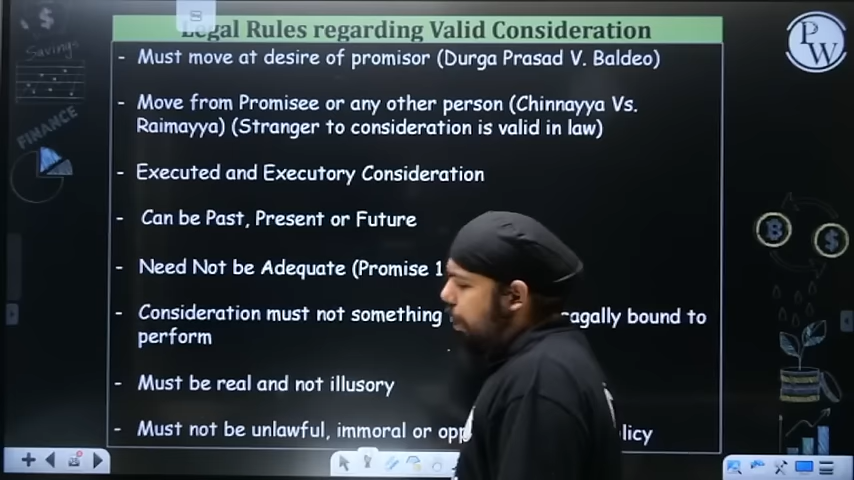 Legal Rules regarding Valid Consideration
- Must move at desire of promisor (Durga Prasad V. Baldeo)
- Move from Promisee or any other person (Chinnayya Vs.
Raimayya) (Stranger to consideration is valid in law)
- Executed and Executory Consideration
- Can be Past, Present or Future
- Need Not be Adequate (Promise 1
- Consideration must not something bound to
perform
- Must be real and not illusory
- Must not be unlawful, immoral or
PW
Savings
FINANCE